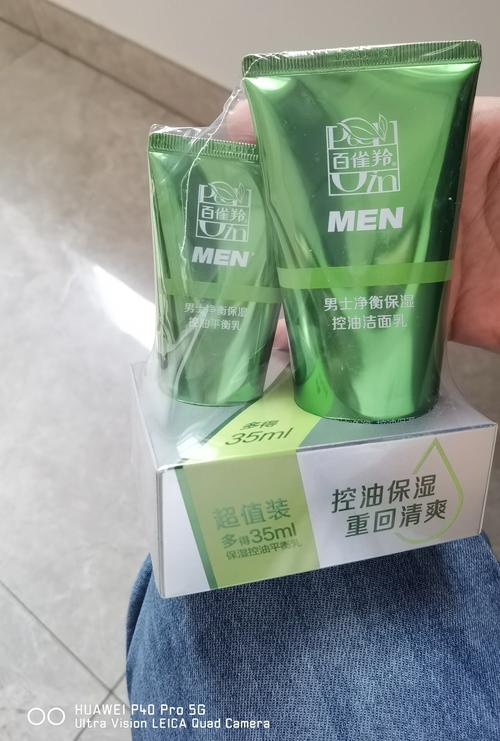 百雀羚
MEN
男士净衡保湿
控油平衡乳
百雀羚
MEN
男士净衡保湿
控油洁面乳
多得
35ml
超值装
多得35ml
保湿控油平衡乳
控油保湿
重回清爽
HUAWEI P40 Pro 5G
Ultra Vision LEICA Quad Camera